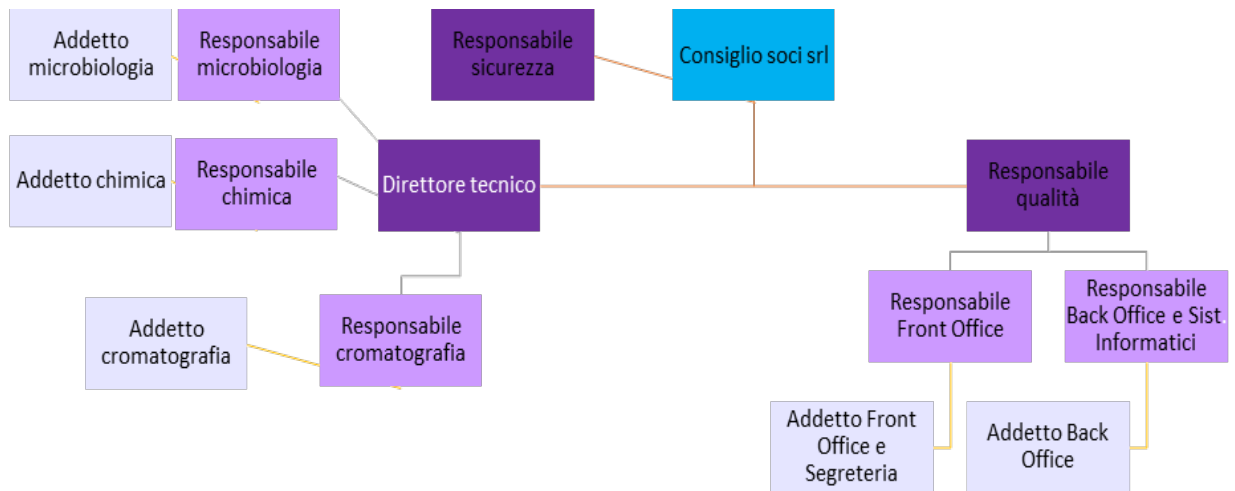 Addetto
microbiologia
Responsabile
microbiologia
Responsabile
sicurezza
Consiglio soci srl
Addetto chimica
Responsabile
chimica
Direttore tecnico
Responsabile
qualità
Addetto
cromatografia
Responsabile
cromatografia
Responsabile
Front Office
Responsabile
Back Office e Sist.
Informatici
Addetto Front
Office e
Segreteria
Addetto Back
Office